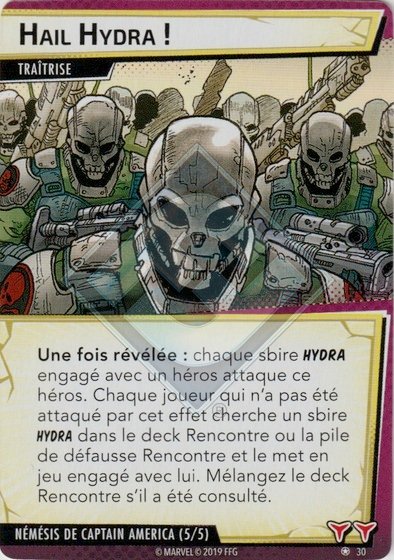 HAIL HYDRA !
TRAÎTRISE
Une fois révélée : chaque sbire HYDRA
engagé avec un héros attaque ce
héros. Chaque joueur qui n'a pas été
attaqué par cet effet cherche un sbire
HYDRA dans le deck Rencontre ou la pile
de défausse Rencontre et le met en
jeu engagé avec lui. Mélangez le deck
Rencontre s'il a été consulté.
NÉMÉSIS DE CAPTAIN AMERICA (5/5)
© MARVEL © 2019 FFG
30